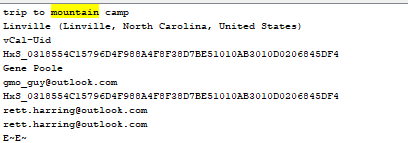 trip to mountain camp
Linville (Linville, North Carolina, United States)
vCal-Uid
HxS_0318554C15796D4F988A4F8F38D7BE51010AB3010D0206845DF4
Gene Poole
gmo_guy@outlook.com
HxS_0318554C15796D4F988A4F8F38D7BE51010AB3010D0206845DF4
rett.harring@outlook.com
rett.harring@outlook.com
E~E~